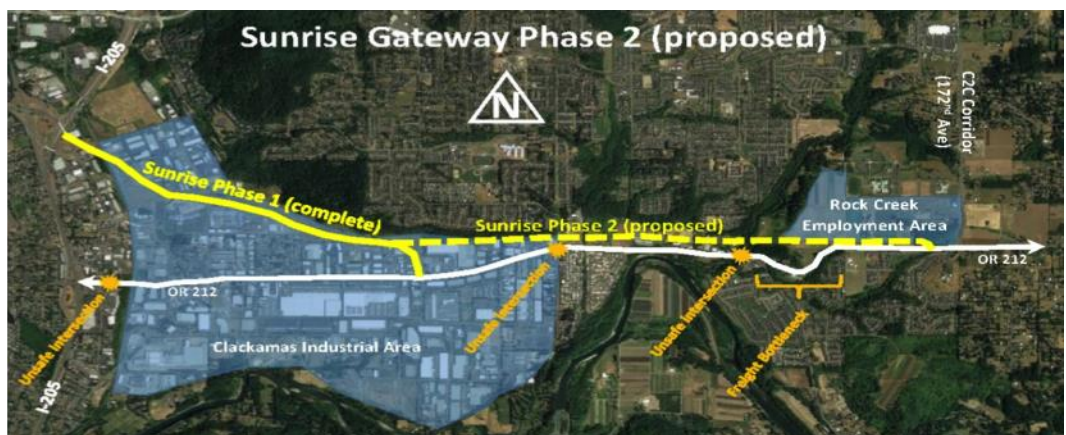 Sunrise Gateway Phase 2 (proposed)
I-205
N
C2C Corridor
(172nd Ave)
Sunrise Phase 1 (complete)
Sunrise Phase 2 (proposed)
Rock Creek
Employment Area
OR 212
OR 212
Unsafe Intersection
Unsafe Intersection
Unsafe Intersection
Freight Bottleneck
Clackamas Industrial Area
I-205